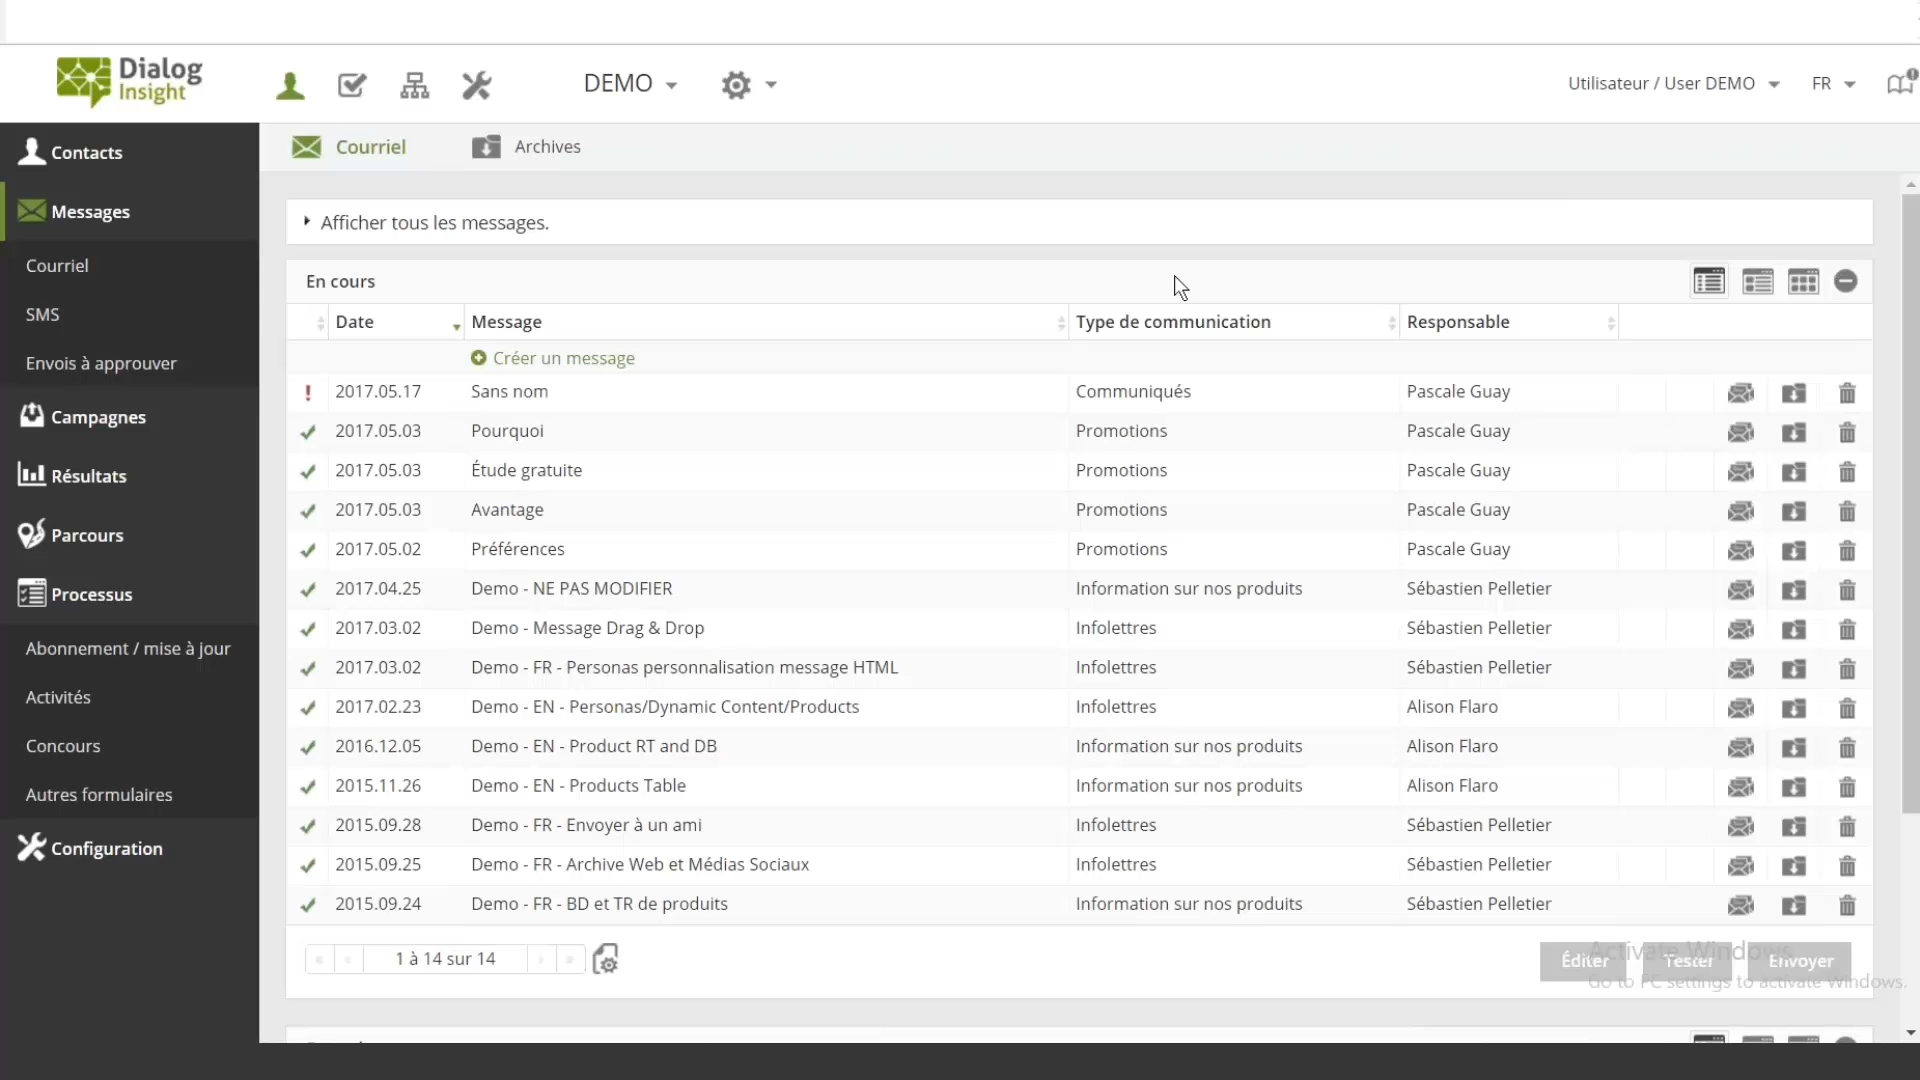 Dialog
Insight
DEMO
Utilisateur / User DEMO
FR
Contacts
Messages
Courriel
SMS
Envois à approuver
Campagnes
Résultats
Parcours
Processus
Abonnement / mise à jour
Activités
Concours
Autres formulaires
Configuration
Courriel Archives
Afficher tous les messages.
En cours
Date Message Type de communication Responsable
Créer un message
! 2017.05.17 Sans nom Communiqués Pascale Guay
2017.05.03 Pourquoi Promotions Pascale Guay
2017.05.03 Étude gratuite Promotions Pascale Guay
2017.05.03 Avantage Promotions Pascale Guay
2017.05.02 Préférences Promotions Pascale Guay
2017.04.25 Demo - NE PAS MODIFIER Information sur nos produits Sébastien Pelletier
2017.03.02 Demo - Message Drag & Drop Infolettres Sébastien Pelletier
2017.03.02 Demo - FR - Personas personnalisation message HTML Infolettres Sébastien Pelletier
2017.02.23 Demo - EN - Personas/Dynamic Content/Products Infolettres Alison Flaro
2016.12.05 Demo - EN - Product RT and DB Information sur nos produits Alison Flaro
2015.11.26 Demo - EN - Products Table Information sur nos produits Alison Flaro
2015.09.28 Demo - FR - Envoyer à un ami Infolettres Sébastien Pelletier
2015.09.25 Demo - FR - Archive Web et Médias Sociaux Infolettres Sébastien Pelletier
2015.09.24 Demo - FR - BD et TR de produits Information sur nos produits Sébastien Pelletier
« ‹ 1 à 14 sur 14 › »
Éditer Tester Envoyer
Activate Windows
Go to PC settings to activate Windows.